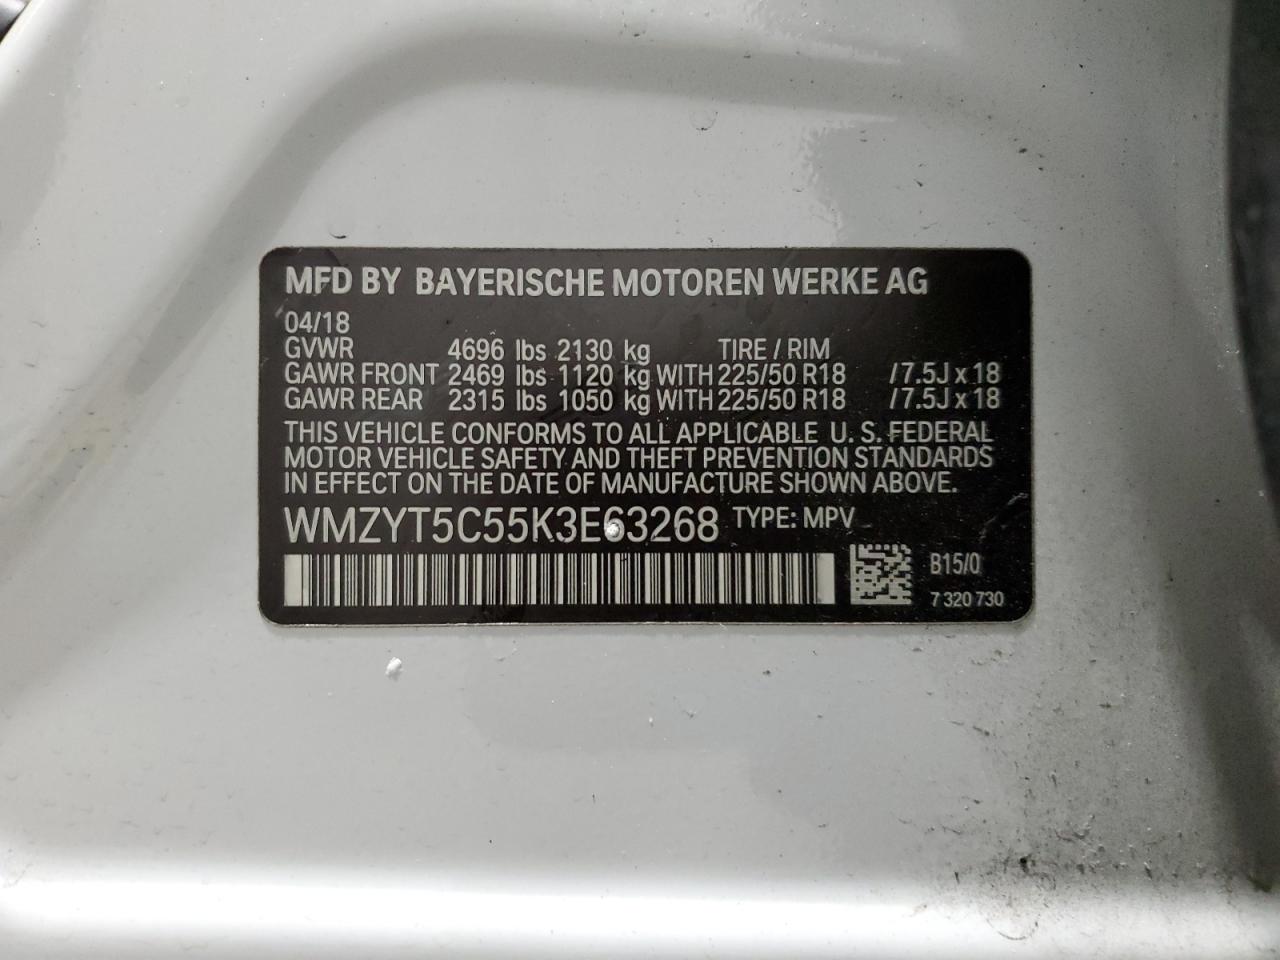 MFD BY BAYERISCHE MOTOREN WERKE AG
04/18
GVWR 4696 lbs 2130 kg TIRE / RIM
GAWR FRONT 2469 lbs 1120 kg WITH 225/50 R18 / 7.5J x 18
GAWR REAR 2315 lbs 1050 kg WITH 225/50 R18 / 7.5J x 18
THIS VEHICLE CONFORMS TO ALL APPLICABLE U. S. FEDERAL
MOTOR VEHICLE SAFETY AND THEFT PREVENTION STANDARDS
IN EFFECT ON THE DATE OF MANUFACTURE SHOWN ABOVE.
WMZYT5C55K3E63268 TYPE: MPV
B15/0
7 320 730